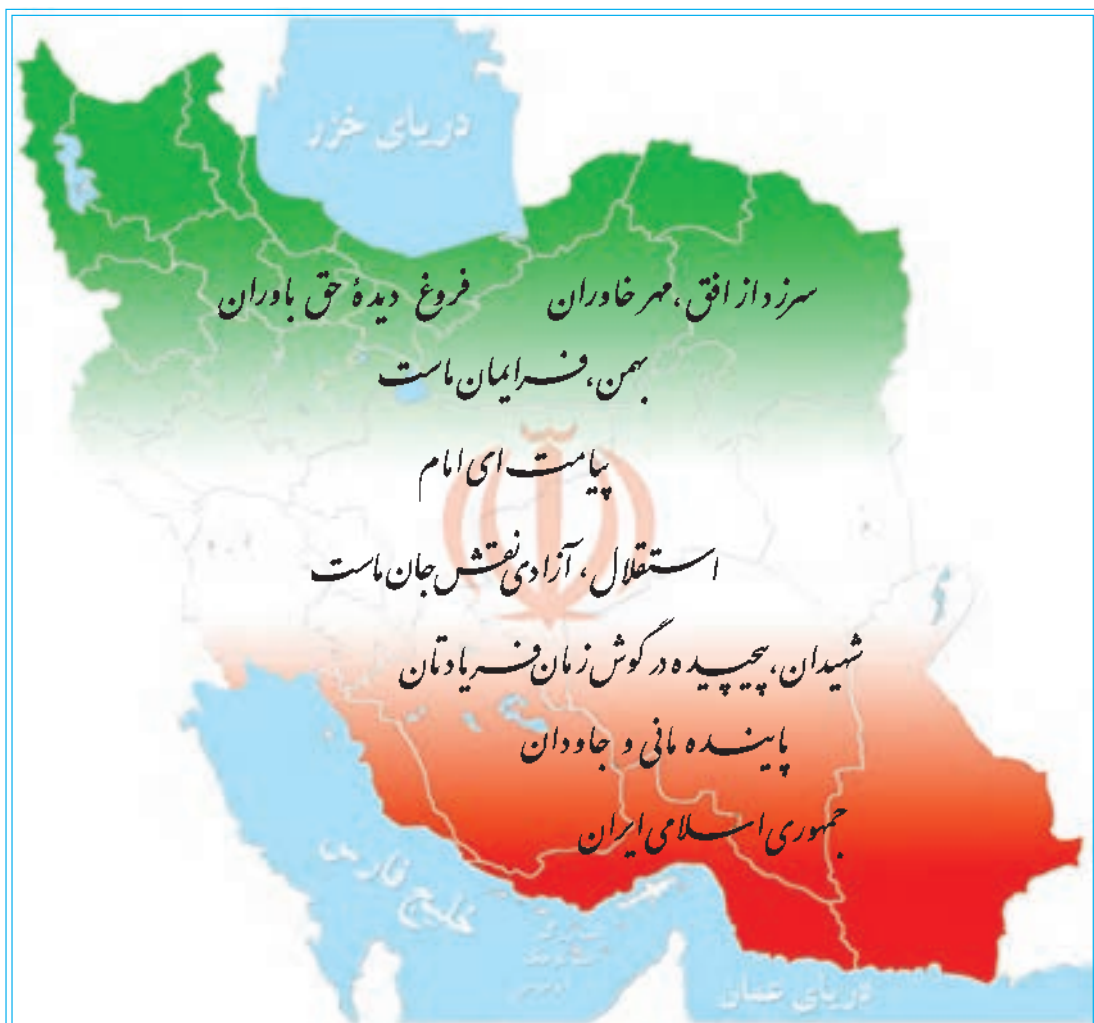 دریای خزر
سرزد از افق، مهر خاوران فروغ دیدهٔ حق باوران
بهمن، فر ایمان ماست
پیامت ای امام
استقلال، آزادی نقش جان ماست
شهیدان، پیچیده در گوش زمان فریادتان
پاینده مانی و جاودان
جمهوری اسلامی ایران
خلیج فارس
دریای عمان